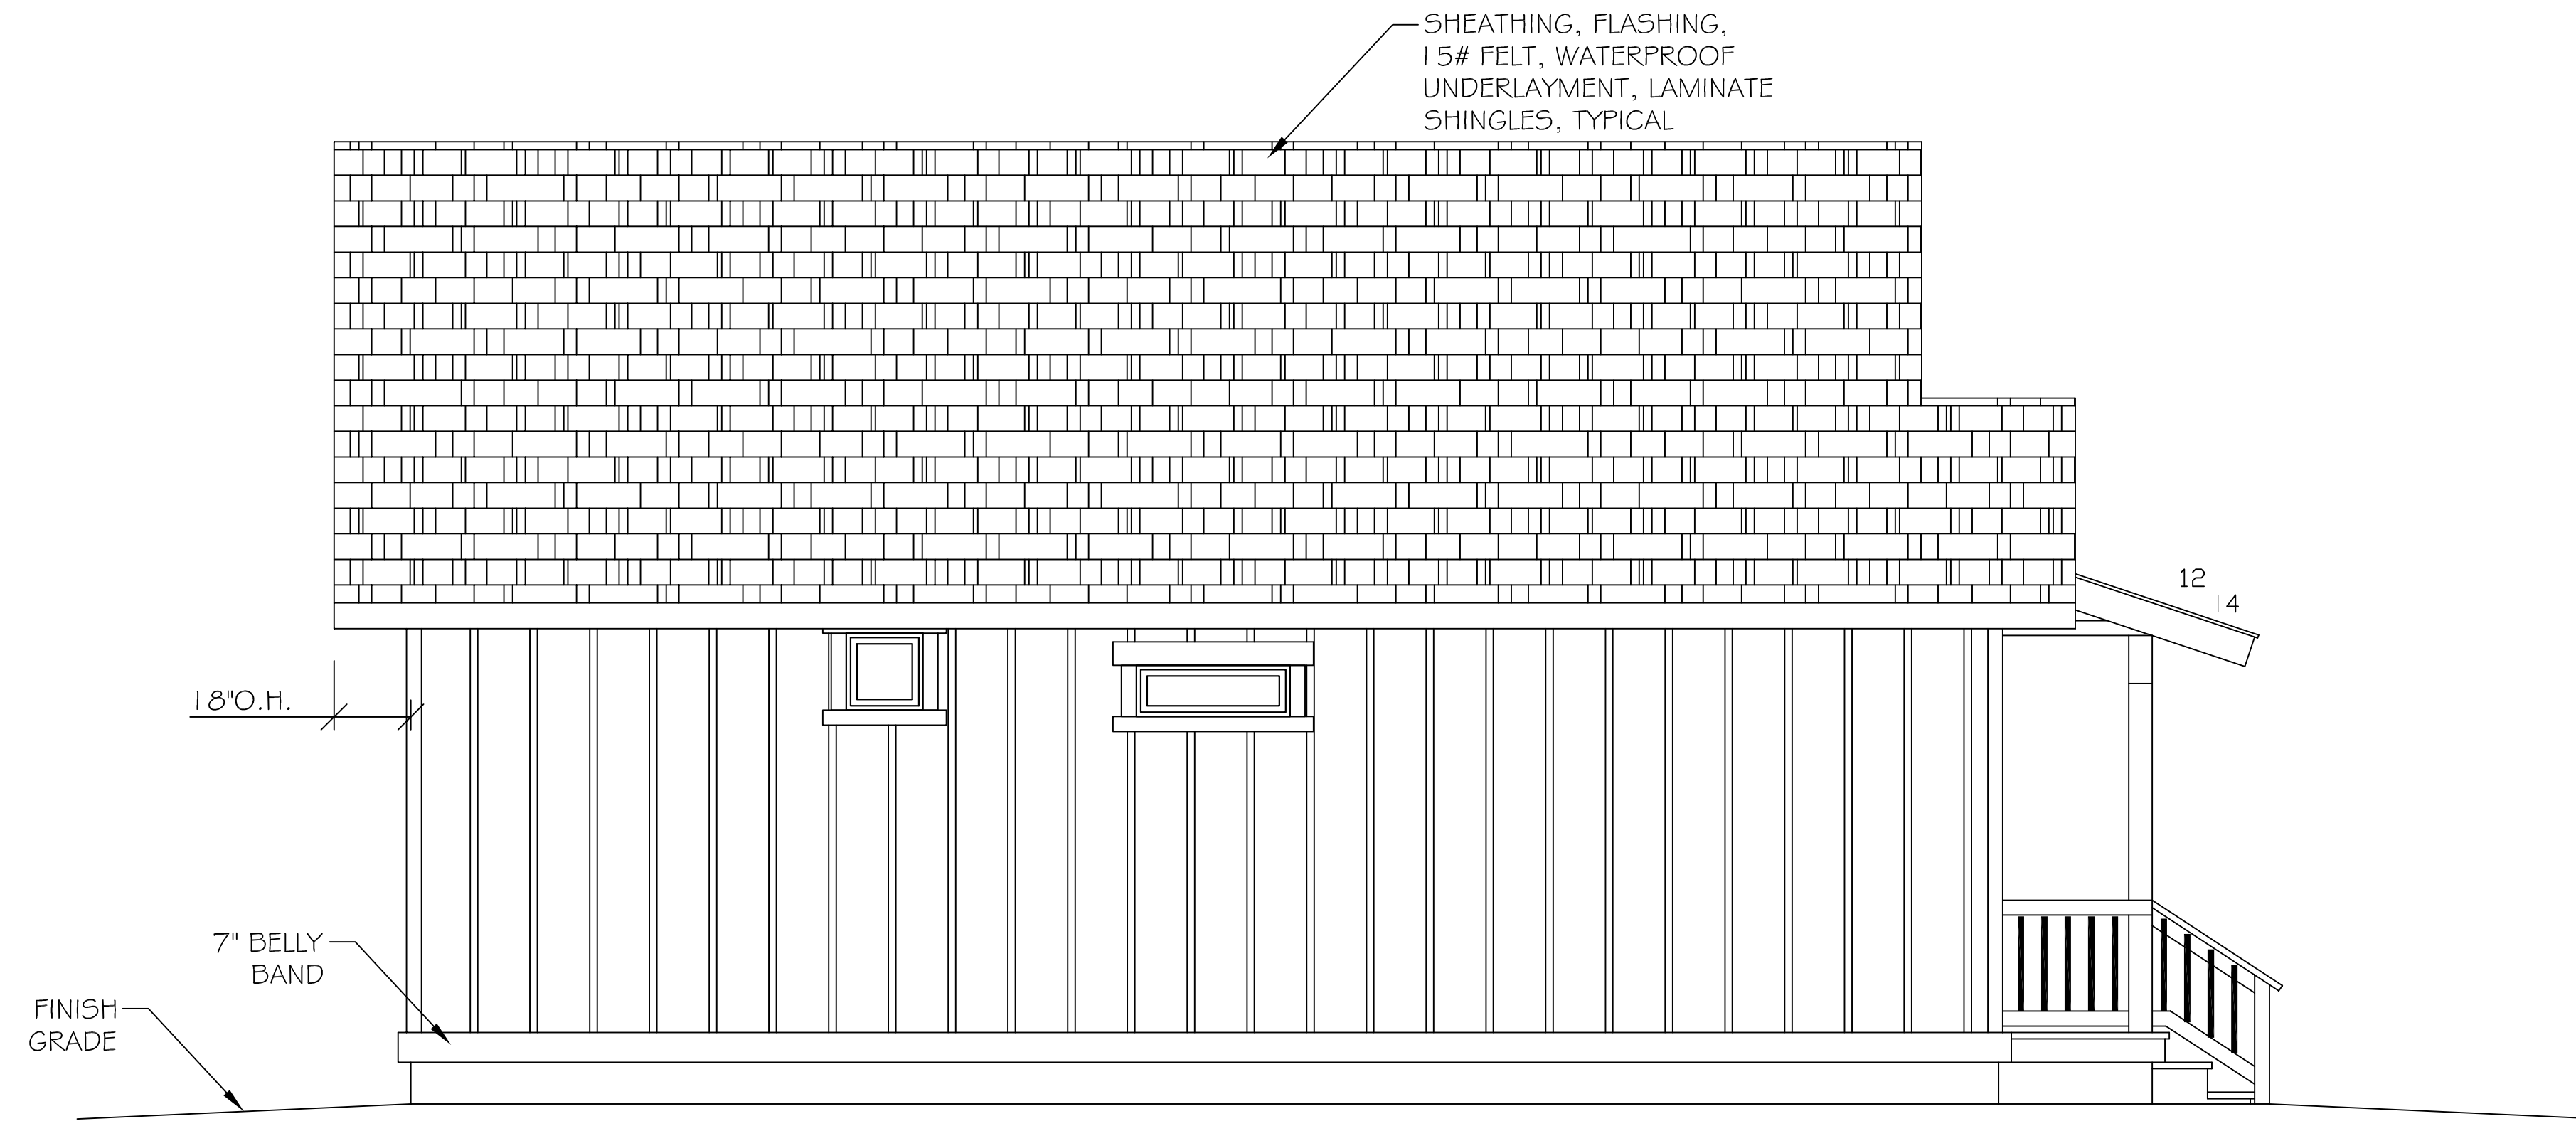 SHEATHING, FLASHING,
15# FELT, WATERPROOF
UNDERLAYMENT, LAMINATE
SHINGLES, TYPICAL
12
4
18"O.H.
7" BELLY
BAND
FINISH
GRADE